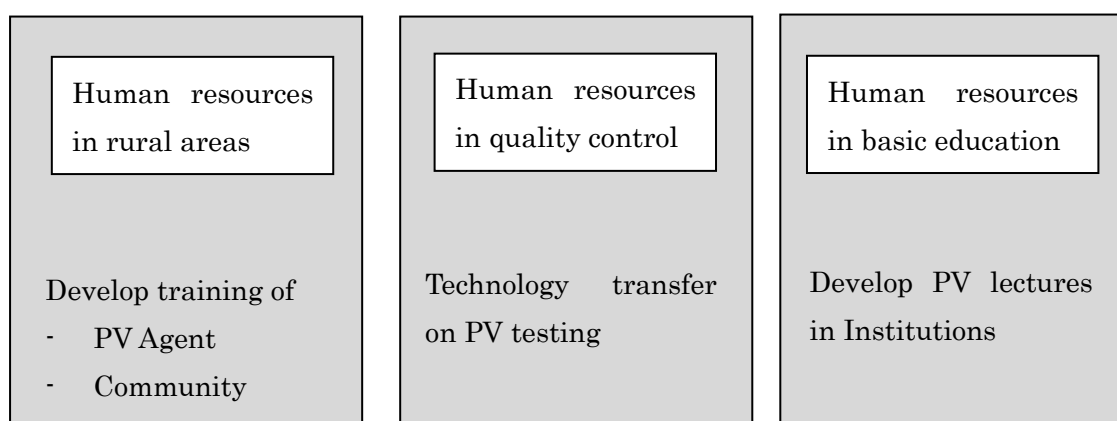 Human resources
in rural areas
Develop training of
- PV Agent
- Community
Human resources
in quality control
Technology transfer
on PV testing
Human resources
in basic education
Develop PV lectures
in Institutions